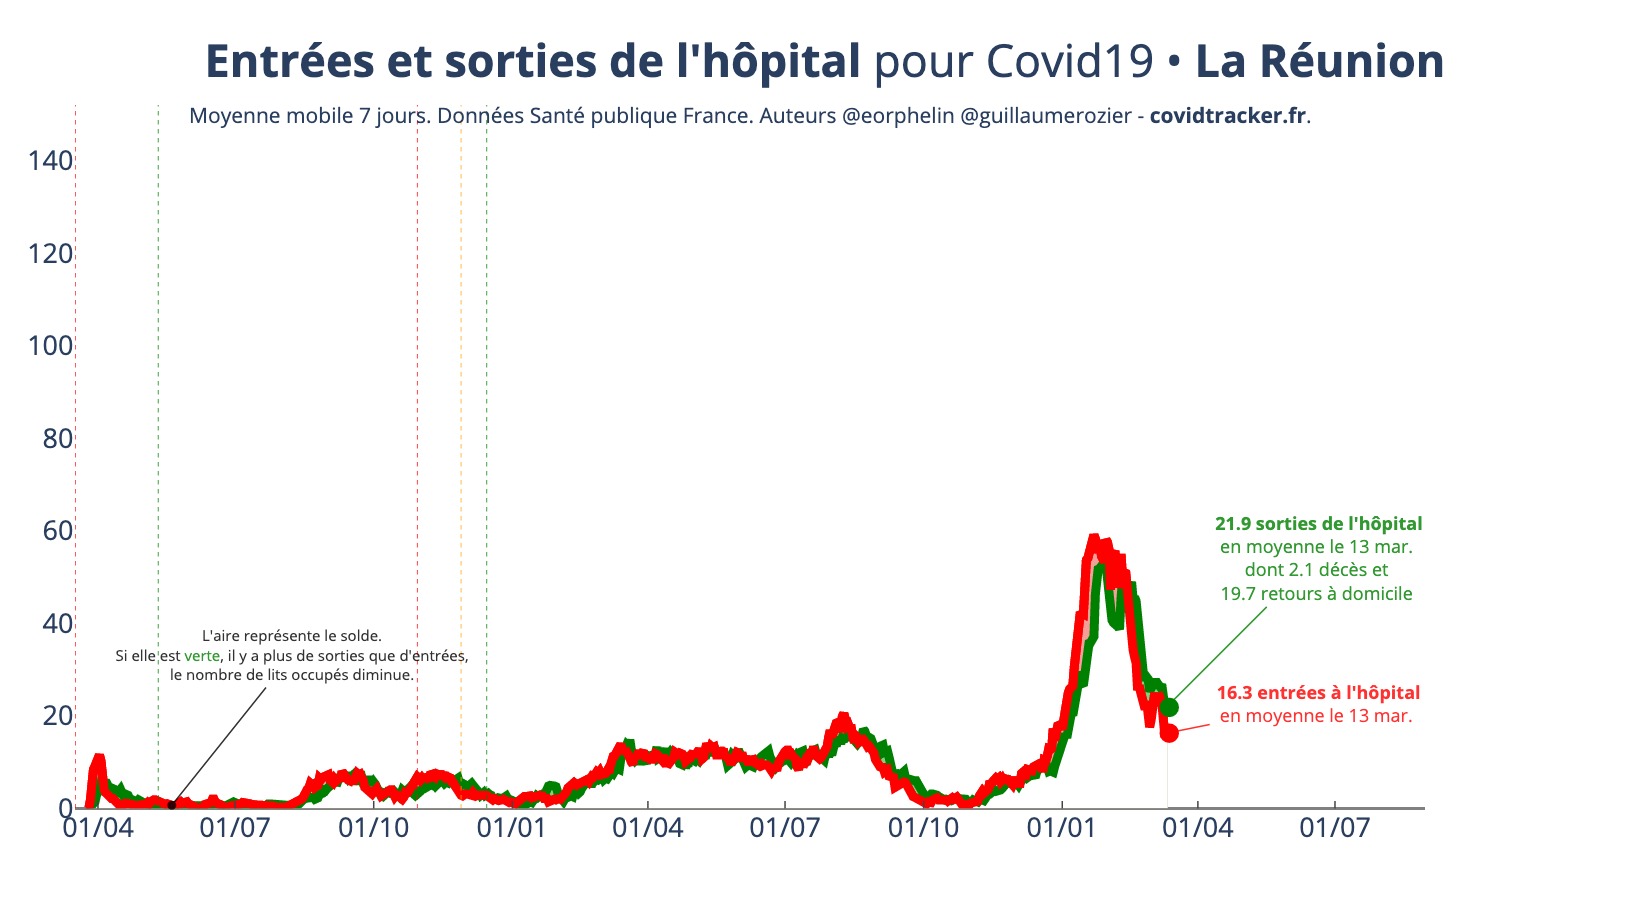 Entrées et sorties de l'hôpital pour Covid19 • La Réunion
Moyenne mobile 7 jours. Données Santé publique France. Auteurs @eorphelin @guillaumerozier - covidtracker.fr.
140
120
100
80
60
40
20
0
21.9 sorties de l'hôpital
en moyenne le 13 mar.
dont 2.1 décès et
19.7 retours à domicile
L'aire représente le solde.
Si elle est verte, il y a plus de sorties que d'entrées,
le nombre de lits occupés diminue.
16.3 entrées à l'hôpital
en moyenne le 13 mar.
01/04 01/07 01/10 01/01 01/04 01/07 01/10 01/01 01/04 01/07